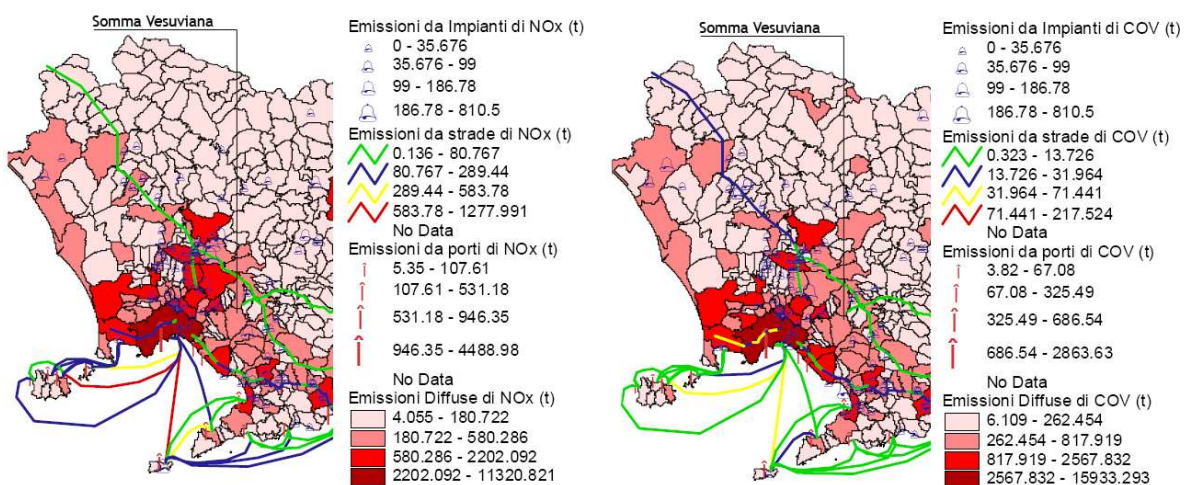 Somma Vesuviana
Emissioni da Impianti di NOx (t)
0 - 35.676
35.676 - 99
99 - 186.78
186.78 - 810.5
Emissioni da strade di NOx (t)
0.136 - 80.767
80.767 - 289.44
289.44 - 583.78
583.78 - 1277.991
No Data
Emissioni da porti di NOx (t)
5.35 - 107.61
107.61 - 531.18
531.18 - 946.35
946.35 - 4488.98
No Data
Emissioni Diffuse di NOx (t)
4.055 - 180.722
180.722 - 580.286
580.286 - 2202.092
2202.092 - 11320.821
Somma Vesuviana
Emissioni da Impianti di COV (t)
0 - 35.676
35.676 - 99
99 - 186.78
186.78 - 810.5
Emissioni da strade di COV (t)
0.323 - 13.726
13.726 - 31.964
31.964 - 71.441
71.441 - 217.524
No Data
Emissioni da porti di COV (t)
3.82 - 67.08
67.08 - 325.49
325.49 - 686.54
686.54 - 2863.63
No Data
Emissioni Diffuse di COV (t)
6.109 - 262.454
262.454 - 817.919
817.919 - 2567.832
2567.832 - 15933.293